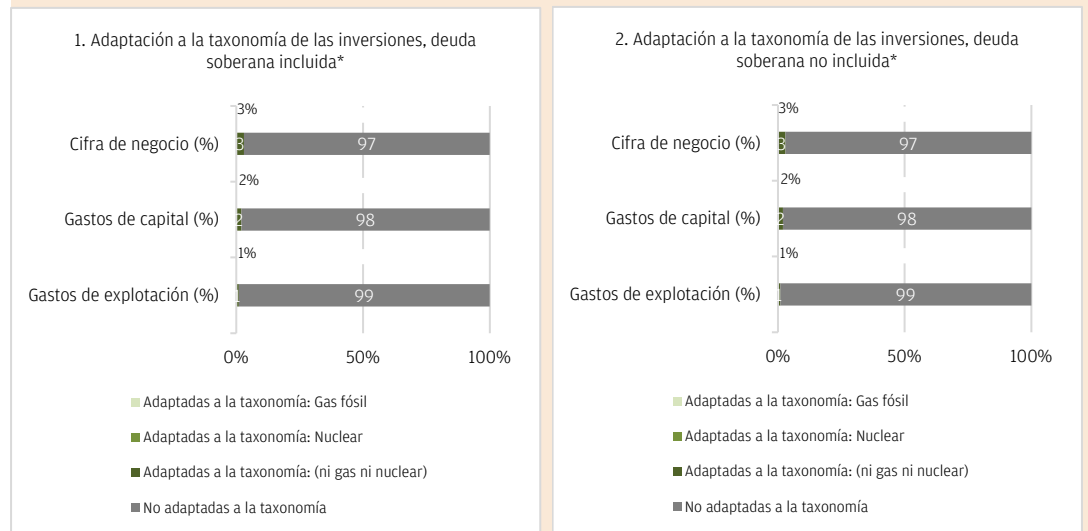 1. Adaptación a la taxonomía de las inversiones, deuda
soberana incluida*
3%
Cifra de negocio (%)
3
97
2%
Gastos de capital (%)
2
98
1%
Gastos de explotación (%)
1
99
0%
50%
100%
Adaptadas a la taxonomía: Gas fósil
Adaptadas a la taxonomía: Nuclear
Adaptadas a la taxonomía: (ni gas ni nuclear)
No adaptadas a la taxonomía
2. Adaptación a la taxonomía de las inversiones, deuda
soberana no incluida*
3%
Cifra de negocio (%)
3
97
2%
Gastos de capital (%)
2
98
1%
Gastos de explotación (%)
1
99
0%
50%
100%
Adaptadas a la taxonomía: Gas fósil
Adaptadas a la taxonomía: Nuclear
Adaptadas a la taxonomía: (ni gas ni nuclear)
No adaptadas a la taxonomía